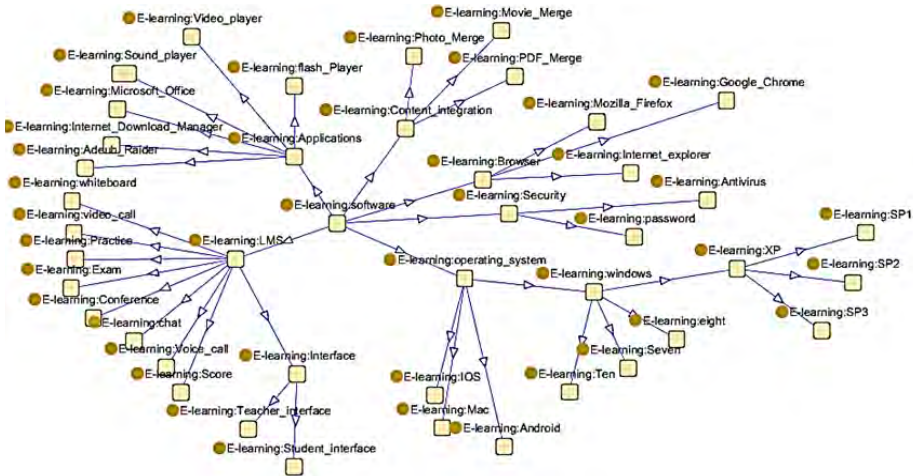 E-learning:Video_player
E-learning:Movie_Merge
E-learning:Photo_Merge
E-learning:Sound_player
E-learning:flash_Player
E-learning:PDF_Merge
E-learning:Google_Chrome
E-learning:Microsoft_Office
E-learning:Mozilla_Firefox
E-learning:Content_integration
E-learning:Internet_Download_Manager
E-learning:Applications
E-learning:Internet_explorer
E-learning:Browser
E-learning:whiteboard
E-learning:Antivirus
E-learning:Security
E-learning:software
E-learning:video_call
E-learning:password
E-learning:SP1
E-learning:Practice
E-learning:LMS
E-learning:XP
E-learning:operating_system
E-learning:SP2
E-learning:Exam
E-learning:windows
E-learning:Conference
E-learning:SP3
E-learning:chat
E-learning:eight
E-learning:Voice_call
E-learning:Interface
E-learning:Seven
E-learning:Score
E-learning:IOS
E-learning:Ten
E-learning:Teacher_interface
E-learning:Mac
E-learning:Android
E-learning:Student_interface